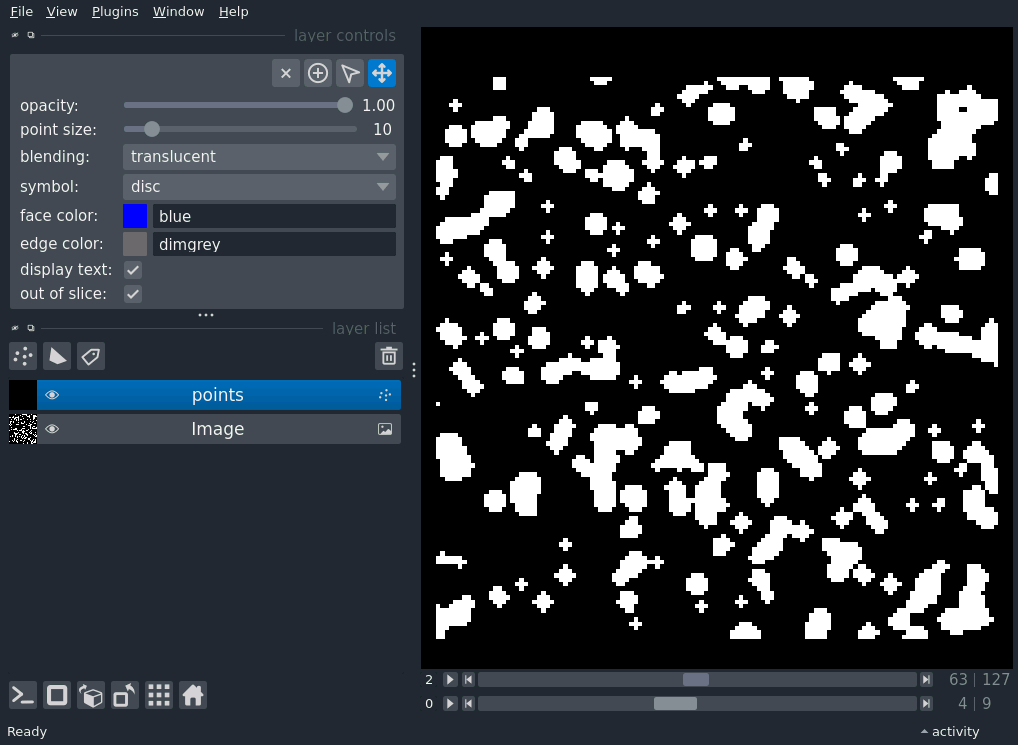 File View Plugins Window Help
layer controls
opacity: 1.00
point size: 10
blending: translucent
symbol: disc
face color: blue
edge color: dimgrey
display text:
out of slice:
layer list
points
Image
2 63 | 127
0 4 | 9
Ready activity